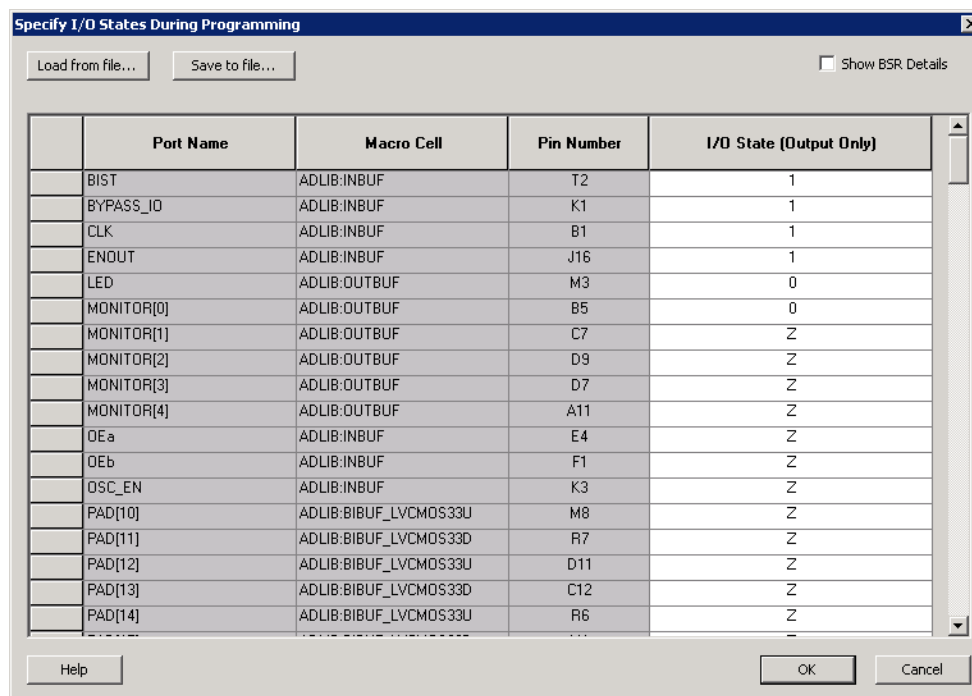 Specify I/O States During Programming
Load from file... Save to file... Show BSR Details
Port Name Macro Cell Pin Number I/O State (Output Only)
BIST ADLIB:INBUF T2 1
BYPASS_IO ADLIB:INBUF K1 1
CLK ADLIB:INBUF B1 1
ENOUT ADLIB:INBUF J16 1
LED ADLIB:OUTBUF M3 0
MONITOR[0] ADLIB:OUTBUF B5 0
MONITOR[1] ADLIB:OUTBUF C7 Z
MONITOR[2] ADLIB:OUTBUF D9 Z
MONITOR[3] ADLIB:OUTBUF D7 Z
MONITOR[4] ADLIB:OUTBUF A11 Z
OEa ADLIB:INBUF E4 Z
OEb ADLIB:INBUF F1 Z
OSC_EN ADLIB:INBUF K3 Z
PAD[10] ADLIB:BIBUF_LVCMOS33U M8 Z
PAD[11] ADLIB:BIBUF_LVCMOS33D R7 Z
PAD[12] ADLIB:BIBUF_LVCMOS33U D11 Z
PAD[13] ADLIB:BIBUF_LVCMOS33D C12 Z
PAD[14] ADLIB:BIBUF_LVCMOS33U R6 Z
Help OK Cancel